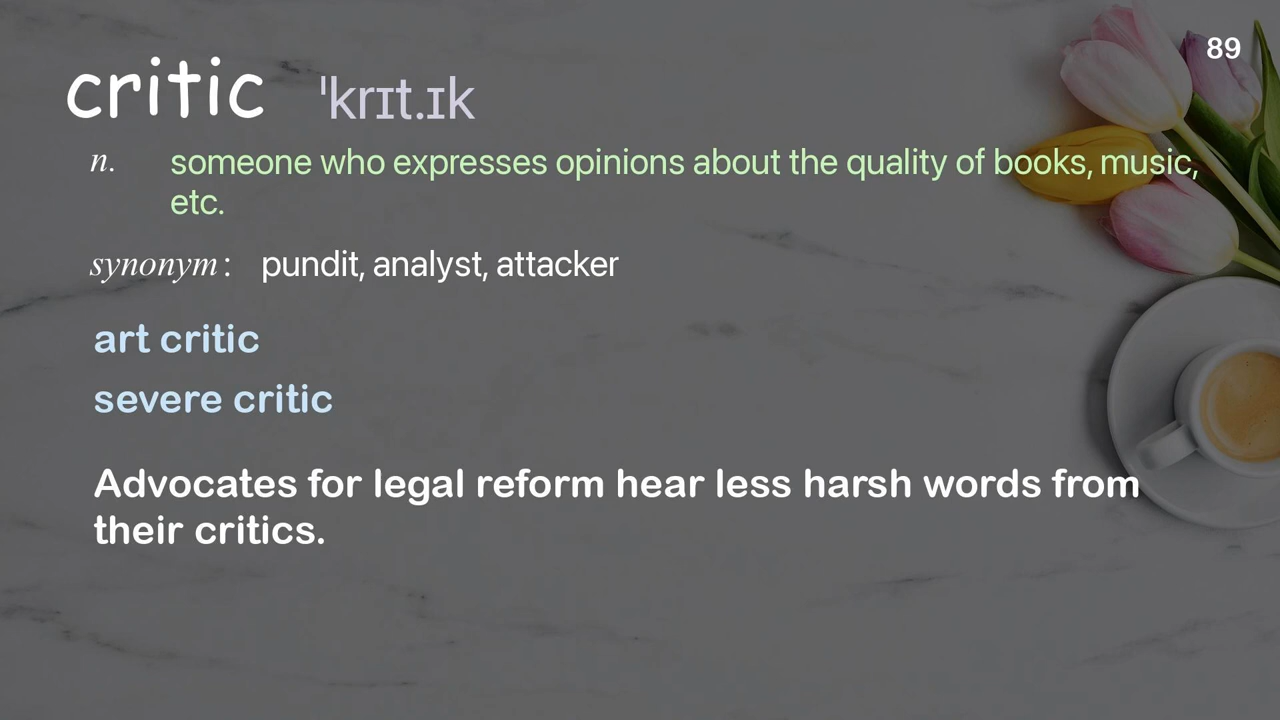 89
critic ˈkrɪt.ɪk
n. someone who expresses opinions about the quality of books, music,
etc.
synonym: pundit, analyst, attacker
art critic
severe critic
Advocates for legal reform hear less harsh words from
their critics.